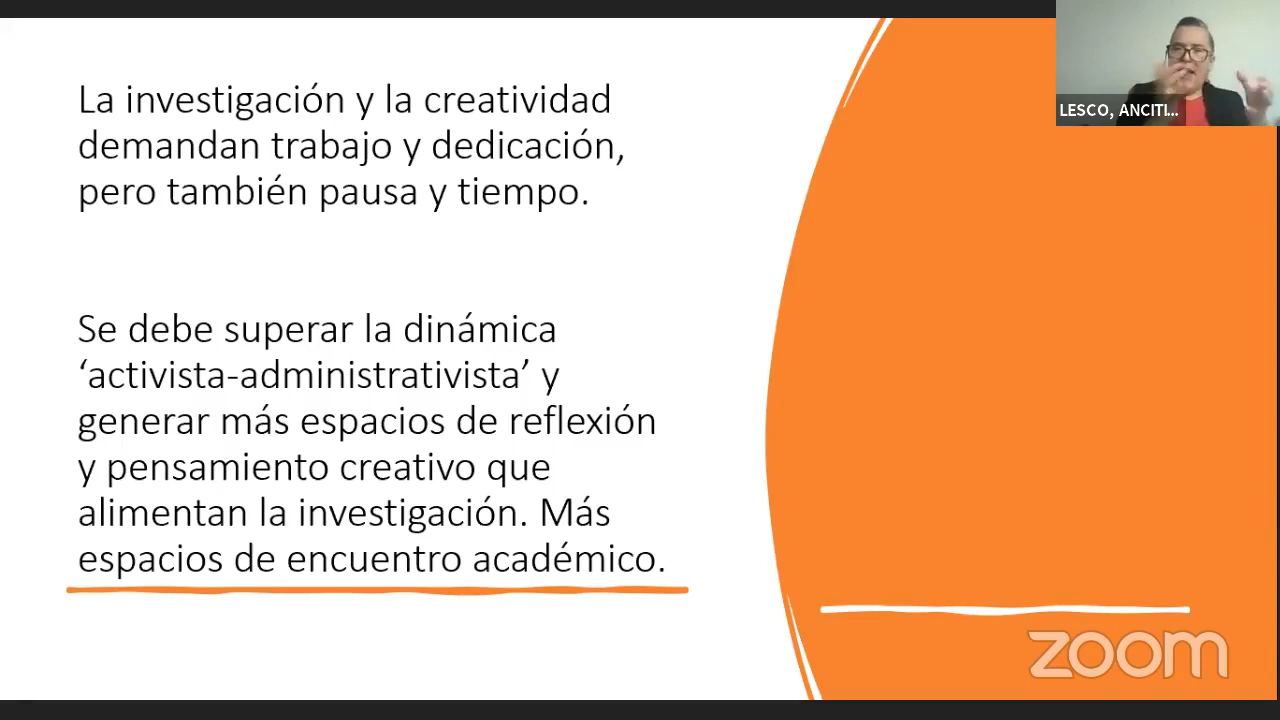 La investigación y la creatividad
demandan trabajo y dedicación,
pero también pausa y tiempo.
Se debe superar la dinámica
‘activista-administrativista’ y
generar más espacios de reflexión
y pensamiento creativo que
alimentan la investigación. Más
espacios de encuentro académico.
LESCO, ANCITI...
zoom